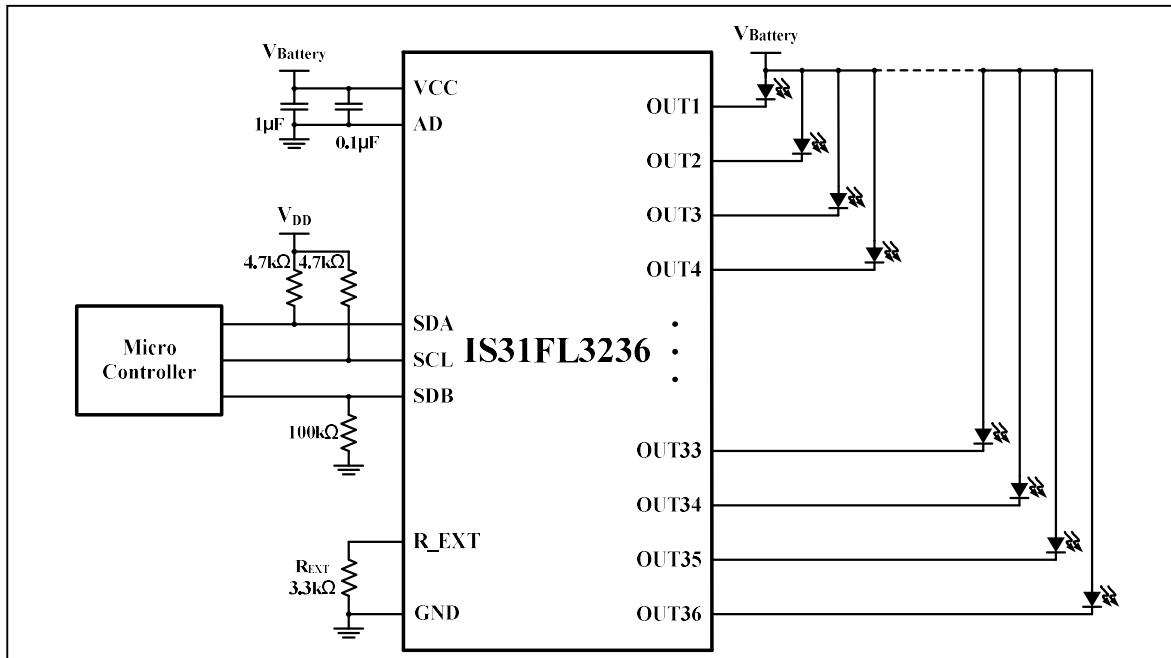 VBattery
VCC
1μF
0.1μF
AD
VDD
4.7kΩ 4.7kΩ
Micro
Controller
SDA
SCL
SDB
100kΩ
R_EXT
REXT
3.3kΩ
GND
IS31FL3236
VBattery
OUT1
OUT2
OUT3
OUT4
OUT33
OUT34
OUT35
OUT36